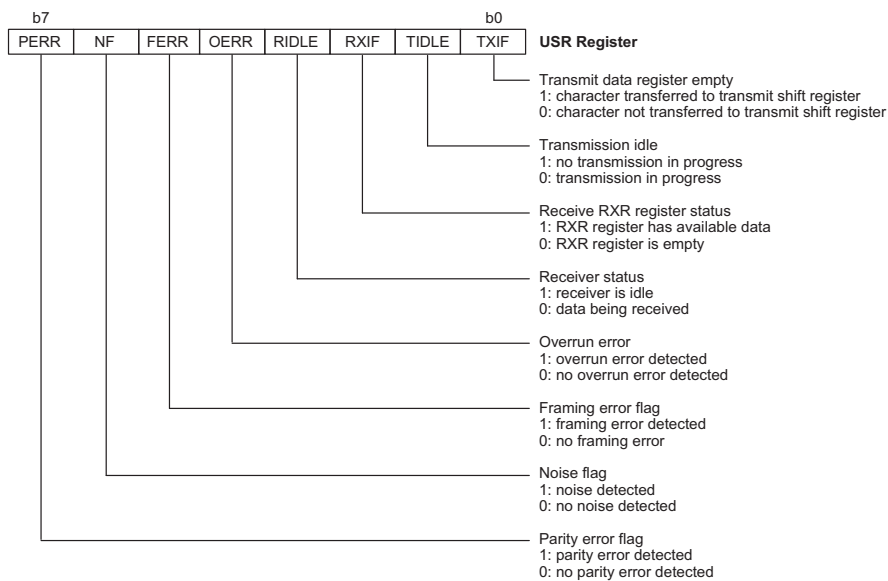 b7 b0
PERR NF FERR OERR RIDLE RXIF TIDLE TXIF USR Register
Transmit data register empty
1: character transferred to transmit shift register
0: character not transferred to transmit shift register
Transmission idle
1: no transmission in progress
0: transmission in progress
Receive RXR register status
1: RXR register has available data
0: RXR register is empty
Receiver status
1: receiver is idle
0: data being received
Overrun error
1: overrun error detected
0: no overrun error detected
Framing error flag
1: framing error detected
0: no framing error
Noise flag
1: noise detected
0: no noise detected
Parity error flag
1: parity error detected
0: no parity error detected